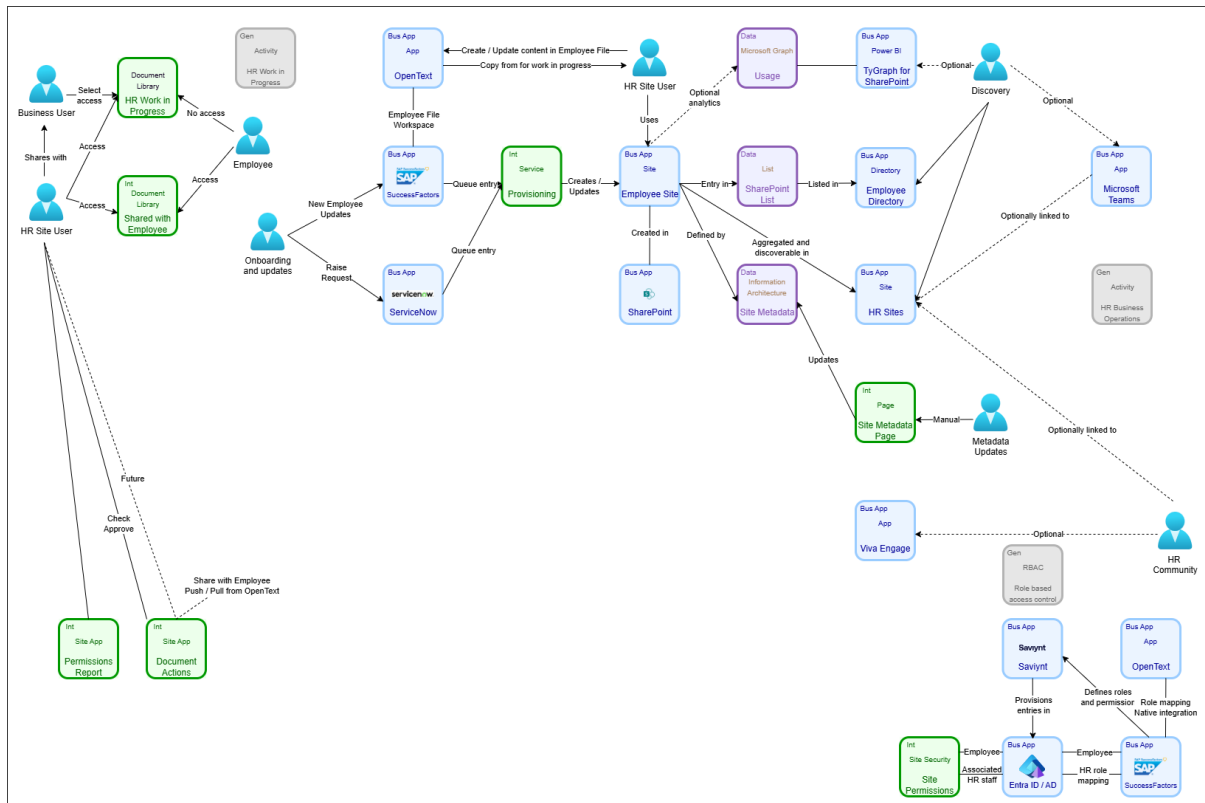 Gen
Activity
HR Work in
Progress
Document
Library
HR Work in
Progress
Business User
Select
access
No access
Employee
Shares with
Access
Access
Access
HR Site User
Int
Document
Library
Shared with
Employee
Future
Check
Approve
Share with Employee
Push / Pull from OpenText
Int
Site App
Permissions
Report
Int
Site App
Document
Actions
Bus App
App
OpenText
Create / Update content in Employee File
Copy from for work in progress
HR Site User
Employee File
Workspace
Uses
Optional
analytics
Bus App
SAP
SuccessFactors
New Employee
Updates
Onboarding
and updates
Raise
Request
Queue entry
Queue entry
Bus App
servicenow
ServiceNow
Int
Service
Provisioning
Creates /
Updates
Bus App
Site
Employee Site
Created in
Bus App
SharePoint
Data
Microsoft Graph
Usage
Bus App
Power BI
TyGraph for
SharePoint
Optional
Discovery
Optional
Entry in
Data
List
SharePoint
List
Listed in
Bus App
Directory
Employee
Directory
Bus App
App
Microsoft
Teams
Optionally linked to
Defined by
Aggregated and
discoverable in
Data
Information
Architecture
Site Metadata
Bus App
Site
HR Sites
Gen
Activity
HR Business
Operations
Updates
Int
Page
Site Metadata
Page
Manual
Metadata
Updates
Optionally linked to
Bus App
App
Viva Engage
Optional
HR
Community
Gen
RBAC
Role based
access control
Bus App
Saviynt
Saviynt
Bus App
App
OpenText
Provisions
entries in
Defines roles
and permission
Role mapping
Native integration
Int
Site Security
Site
Permissions
Employee
Associated
HR staff
Bus App
Entra ID / AD
Employee
HR role
mapping
Bus App
SAP
SuccessFactors